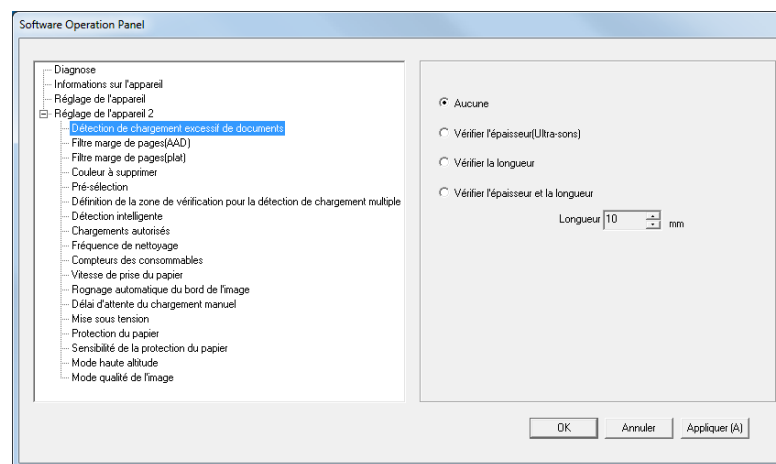 Software Operation Panel
Diagnose
Informations sur l'appareil
Réglage de l'appareil
Réglage de l'appareil 2
Détection de chargement excessif de documents
Filtre marge de pages(AAD)
Filtre marge de pages(plat)
Couleur à supprimer
Pré-sélection
Définition de la zone de vérification pour la détection de chargement multiple
Détection intelligente
Chargements autorisés
Fréquence de nettoyage
Compteurs des consommables
Vitesse de prise du papier
Rognage automatique du bord de l'image
Délai d'attente du chargement manuel
Mise sous tension
Protection du papier
Sensibilité de la protection du papier
Mode haute altitude
Mode qualité de l'image
Aucune
Vérifier l'épaisseur(Ultra-sons)
Vérifier la longueur
Vérifier l'épaisseur et la longueur
Longueur 10 mm
OK Annuler Appliquer (A)